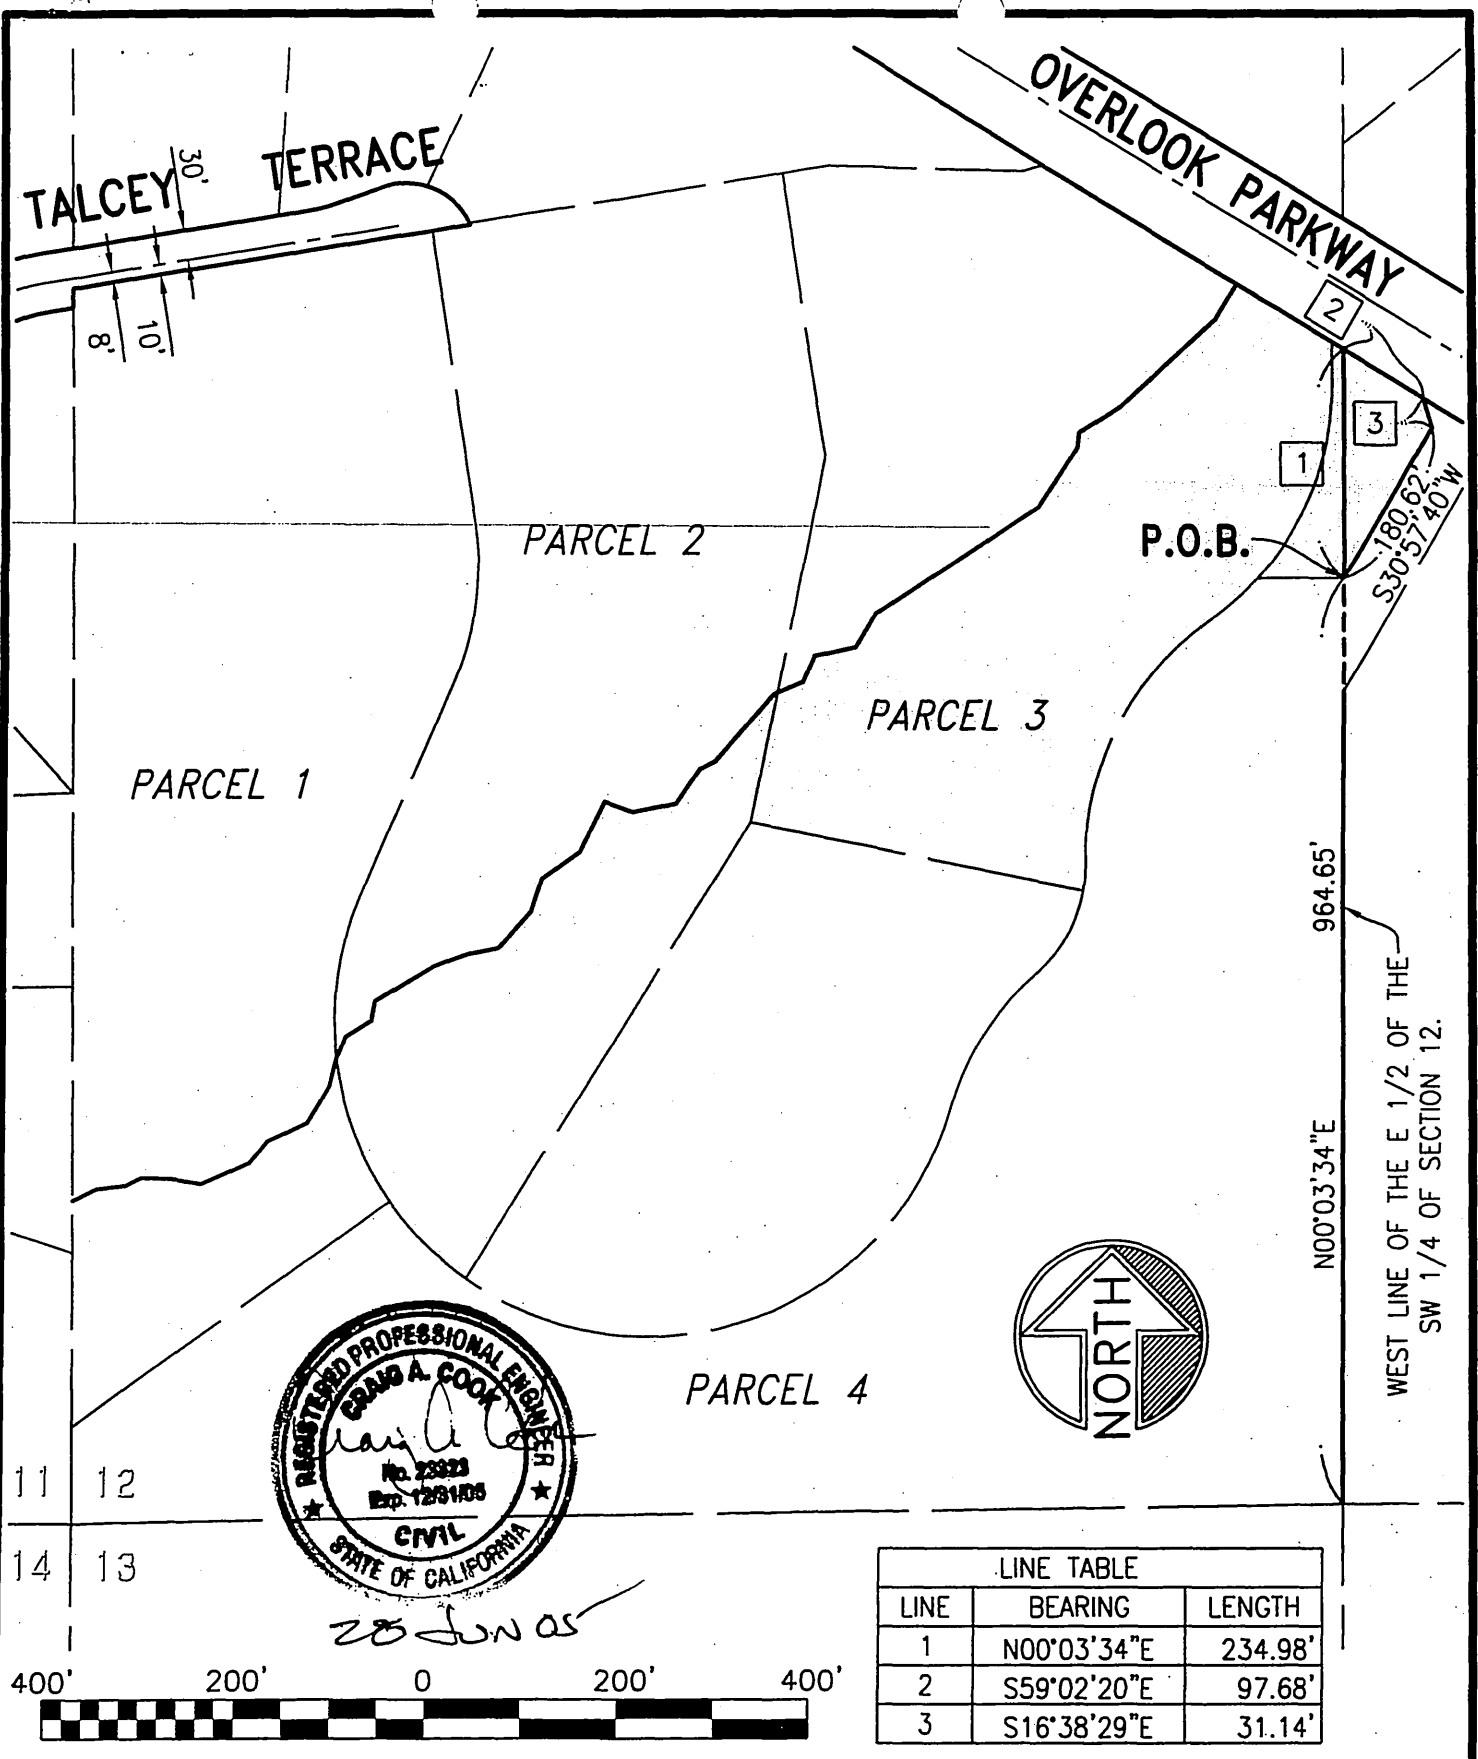 OVERLOOK PARKWAY
TALCEY TERRACE
30'
8'
10'
2
3
1
180.62'
S30°57'40"W
P.O.B.
PARCEL 2
PARCEL 3
PARCEL 1
964.65'
N00°03'34"E
WEST LINE OF THE E 1/2 OF THE
SW 1/4 OF SECTION 12.
NORTH
PARCEL 4
REGISTERED PROFESSIONAL ENGINEER
CRAIG A. COOK
Craig A Cook
No. 23323
Exp. 12/31/05
CIVIL
STATE OF CALIFORNIA
28 JUN 05
11 12
14 13
LINE TABLE
LINE BEARING LENGTH
1 N00°03'34"E 234.98'
2 S59°02'20"E 97.68'
3 S16°38'29"E 31.14'
400' 200' 0 200' 400'